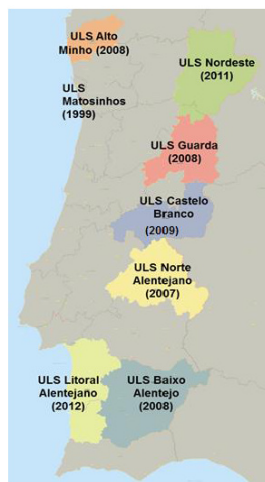 ULS Alto
Minho (2008)
ULS Nordeste
(2011)
ULS
Matosinhos
(1999)
ULS Guarda
(2008)
ULS Castelo
Branco
(2009)
ULS Norte
Alentejano
(2007)
ULS Litoral
Alentejano
(2012)
ULS Baixo
Alentejo
(2008)